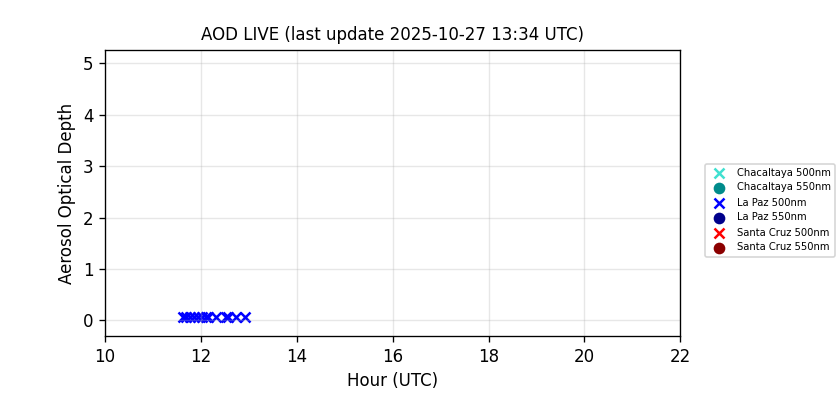 AOD LIVE (last update 2025-10-27 13:34 UTC)
Aerosol Optical Depth
5
4
3
2
1
0
10 12 14 16 18 20 22
Hour (UTC)
Chacaltaya 500nm
Chacaltaya 550nm
La Paz 500nm
La Paz 550nm
Santa Cruz 500nm
Santa Cruz 550nm